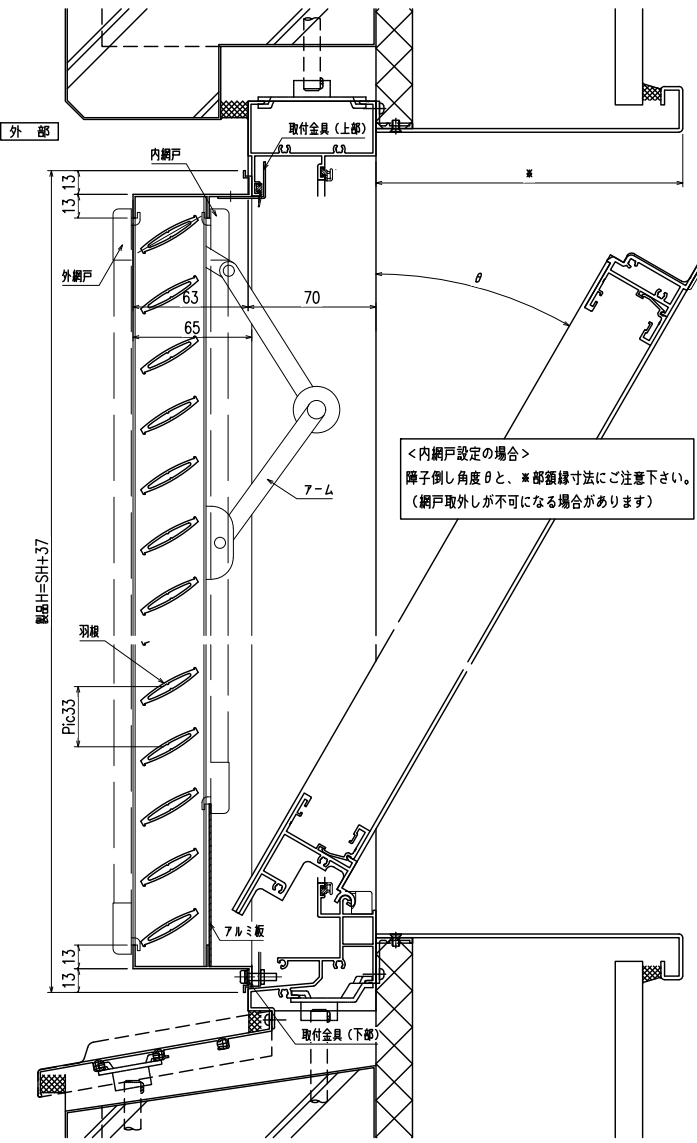 外 部
取付金具（上部）
内網戸
13
13
※
外網戸
θ
63
70
65
＜内網戸設定の場合＞
障子倒し角度θと、※部額縁寸法にご注意下さい。
（網戸取外しが不可になる場合があります）
アーム
製品H=SH+37
羽根
Pic33
アルミ板
13
13
取付金具（下部）